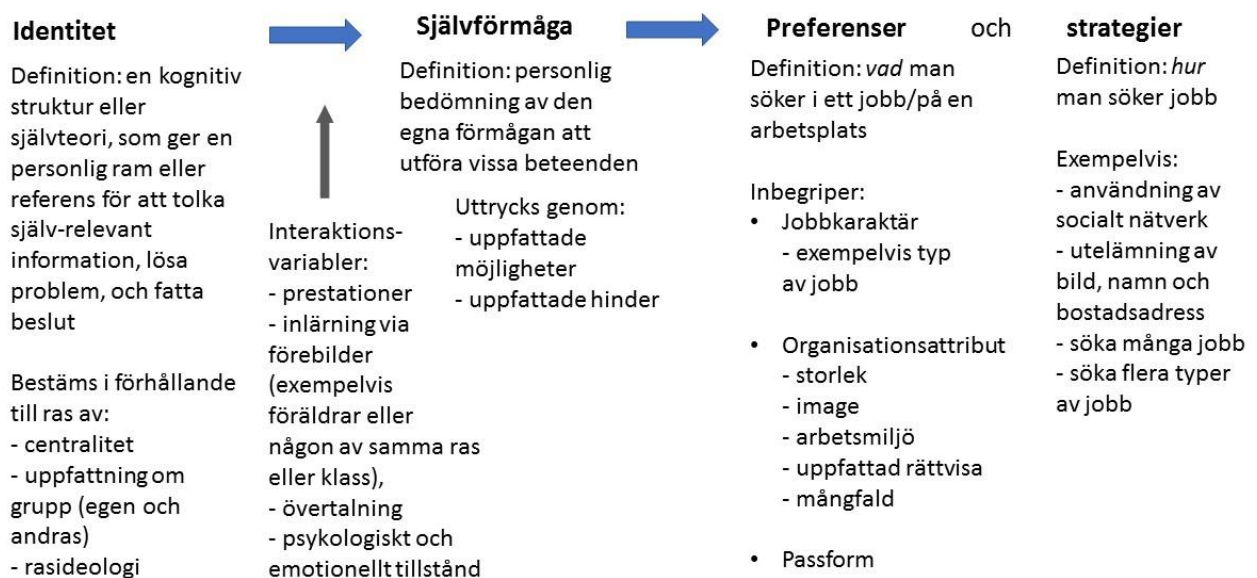 Identitet
Definition: en kognitiv
struktur eller
självteori, som ger en
personlig ram eller
referens för att tolka
själv-relevant
information, lösa
problem, och fatta
beslut
Bestäms i förhållande
till ras av:
- centralitet
- uppfattning om
grupp (egen och
andras)
- rasideologi
Interaktions-
variabler:
- prestationer
- inlärning via
förebilder
(exempelvis
föräldrar eller
någon av samma ras
eller klass),
- övertalning
- psykologiskt och
emotionellt tillstånd
Självförmåga
Definition: personlig
bedömning av den
egna förmågan att
utföra vissa beteenden
Uttrycks genom:
- uppfattade
möjligheter
- uppfattade hinder
Preferenser och strategier
Definition: vad man
söker i ett jobb/på en
arbetsplats
Inbegriper:
• Jobbkaraktär
- exempelvis typ
av jobb
• Organisationsattribut
- storlek
- image
- arbetsmiljö
- uppfattad rättvisa
- mångfald
• Passform
Definition: hur
man söker jobb
Exempelvis:
- användning av
socialt nätverk
- utelämning av
bild, namn och
bostadsadress
- söka många jobb
- söka flera typer
av jobb